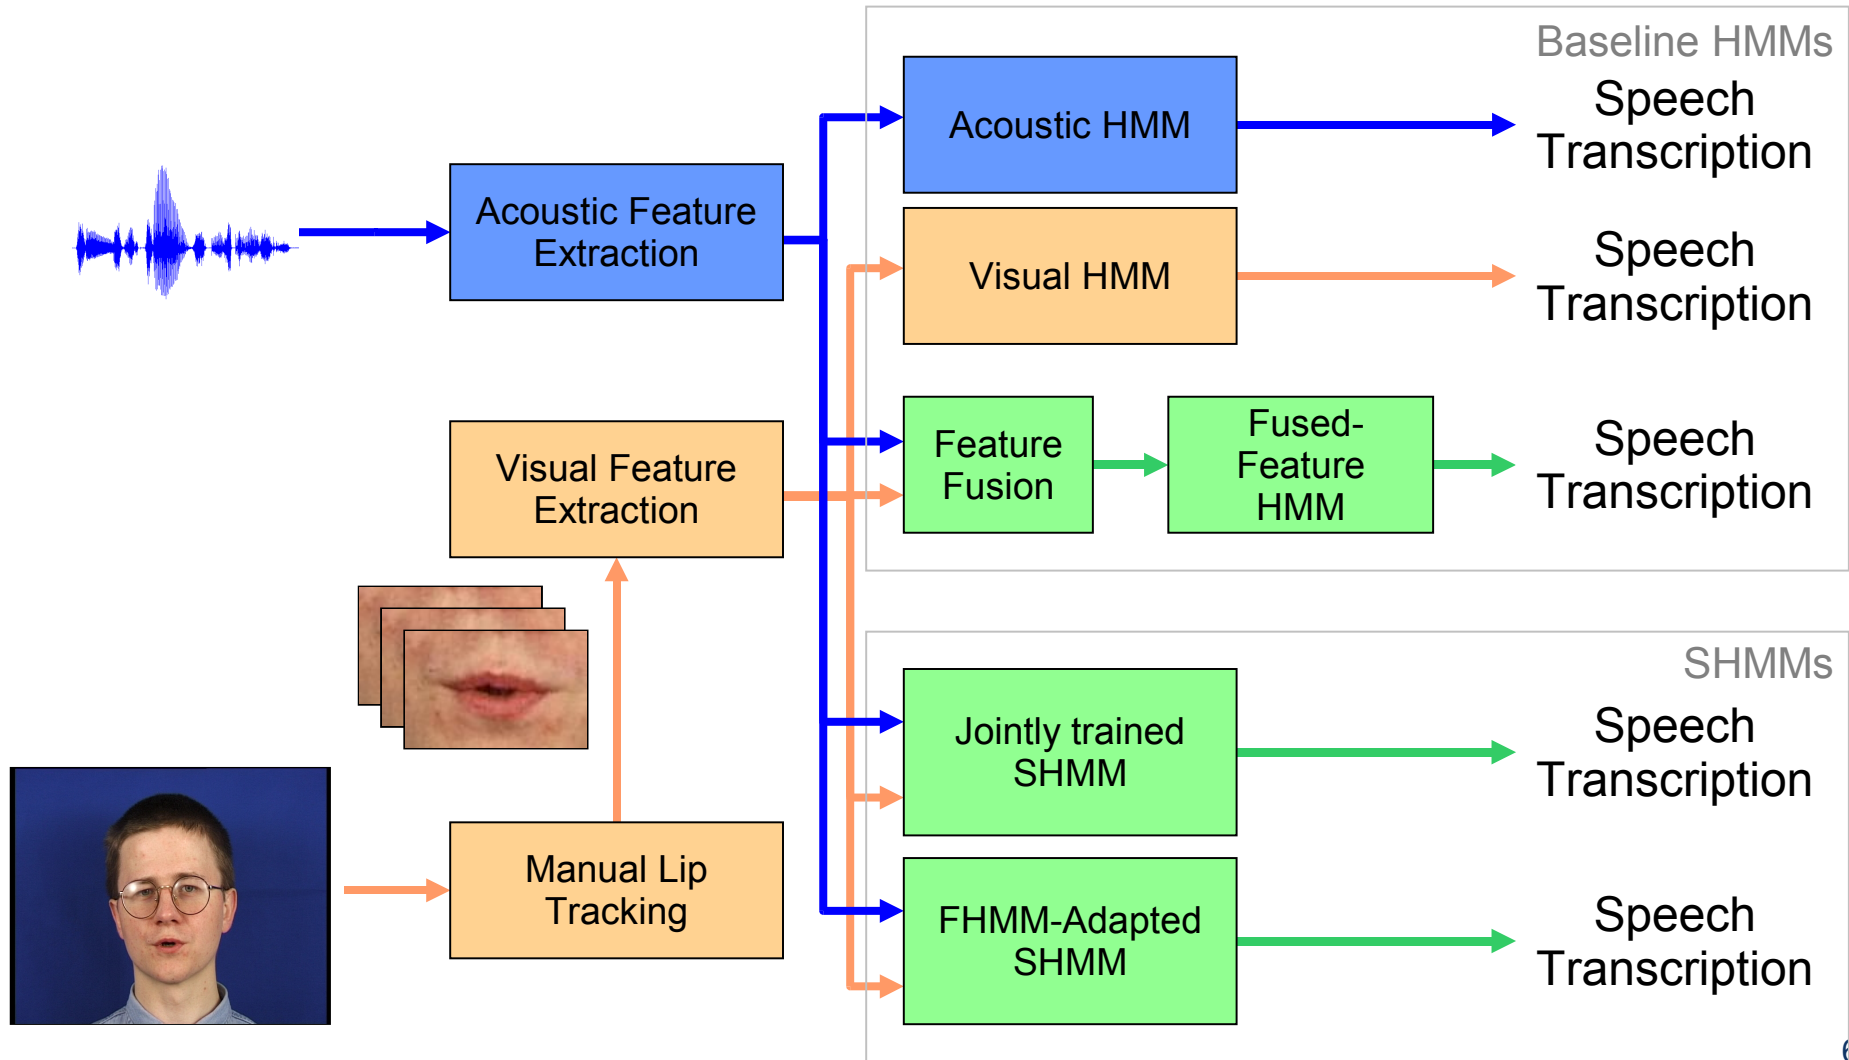 Baseline HMMs
Acoustic HMM
Speech
Transcription
Acoustic Feature
Extraction
Visual HMM
Speech
Transcription
Visual Feature
Extraction
Feature
Fusion
Fused-
Feature
HMM
Speech
Transcription
SHMMs
Jointly trained
SHMM
Speech
Transcription
Manual Lip
Tracking
FHMM-Adapted
SHMM
Speech
Transcription